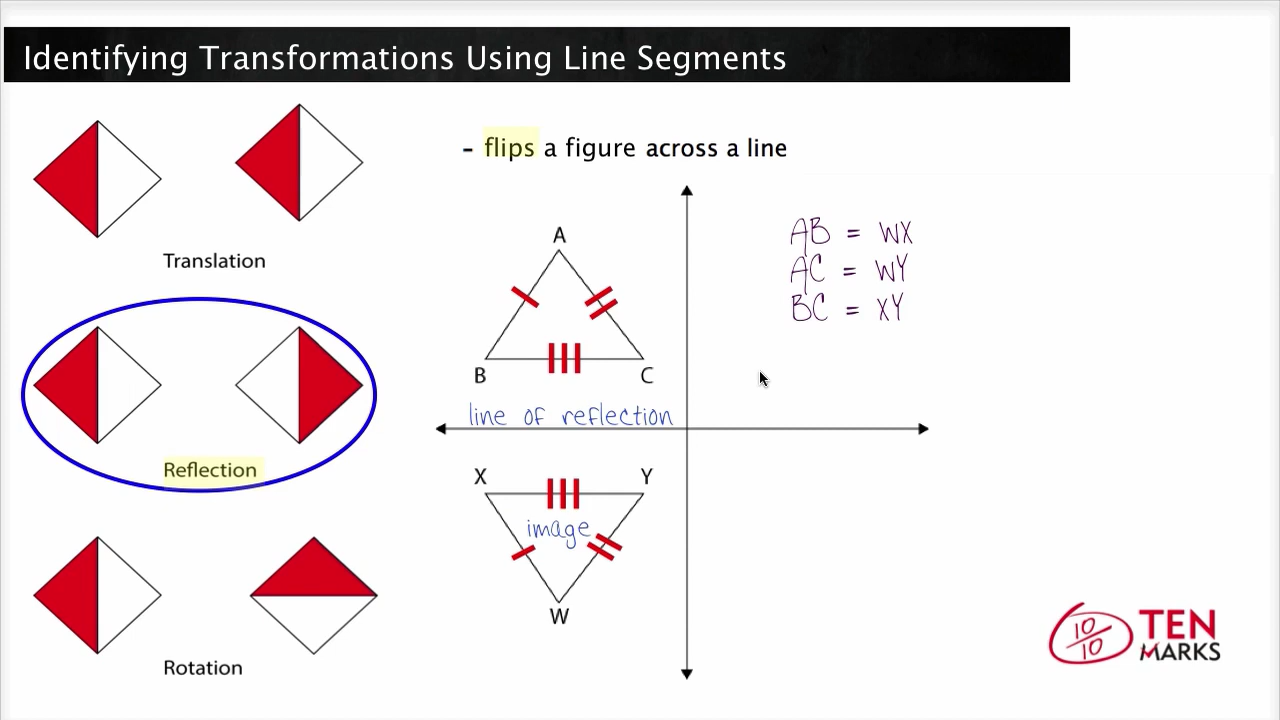 Identifying Transformations Using Line Segments
Translation
Reflection
Rotation
- flips a figure across a line
A
B
C
line of reflection
X
Y
image
W
AB = WX
AC = WY
BC = XY
10/10
TEN
MARKS